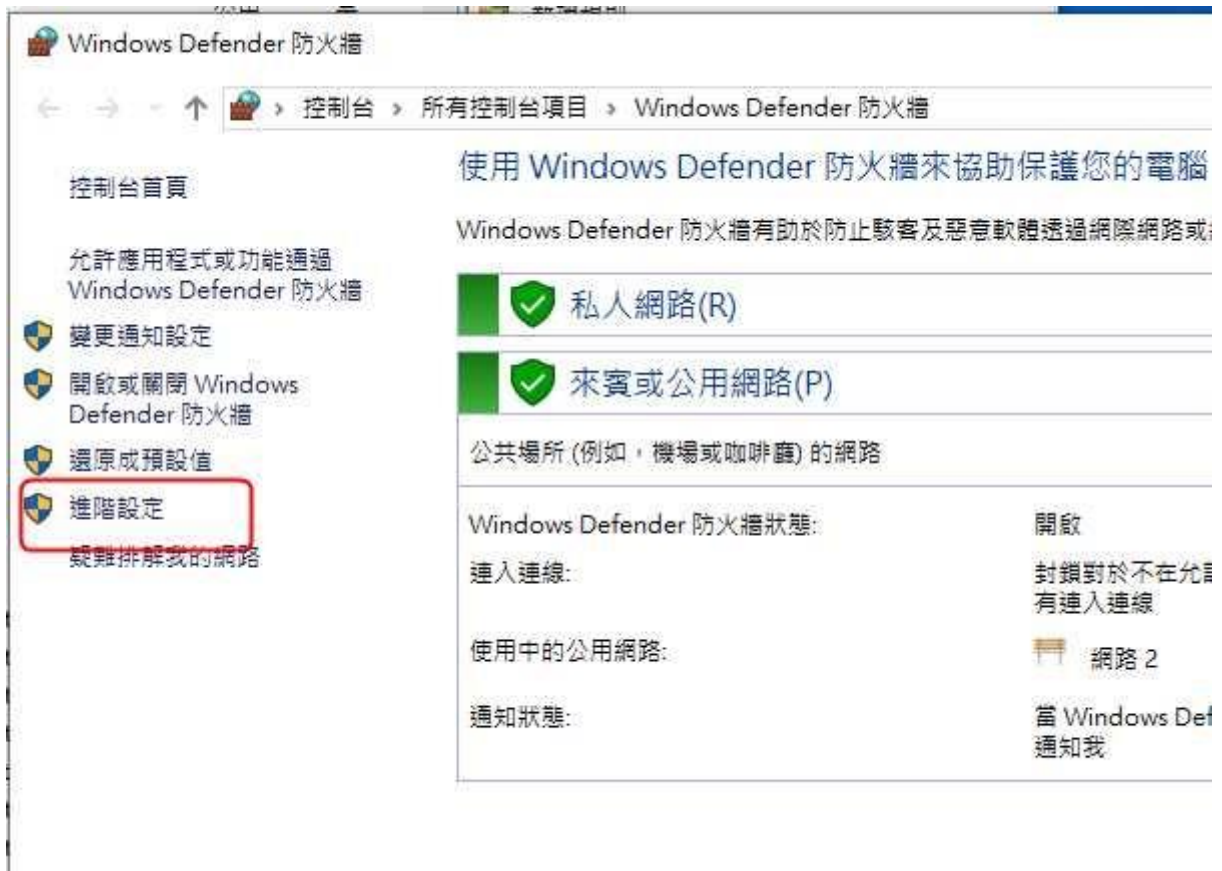 Windows Defender 防火牆
控制台 › 所有控制台項目 › Windows Defender 防火牆
控制台首頁
允許應用程式或功能通過
Windows Defender 防火牆
變更通知設定
開啟或關閉 Windows
Defender 防火牆
還原成預設值
進階設定
疑難排解我的網路
使用 Windows Defender 防火牆來協助保護您的電腦
Windows Defender 防火牆有助於防止駭客及惡意軟體透過網際網路或
私人網路(R)
來賓或公用網路(P)
公共場所 (例如，機場或咖啡廳) 的網路
Windows Defender 防火牆狀態:
開啟
連入連線:
封鎖對於不在允
有連入連線
使用中的公用網路:
網路 2
通知狀態:
當 Windows Def
通知我